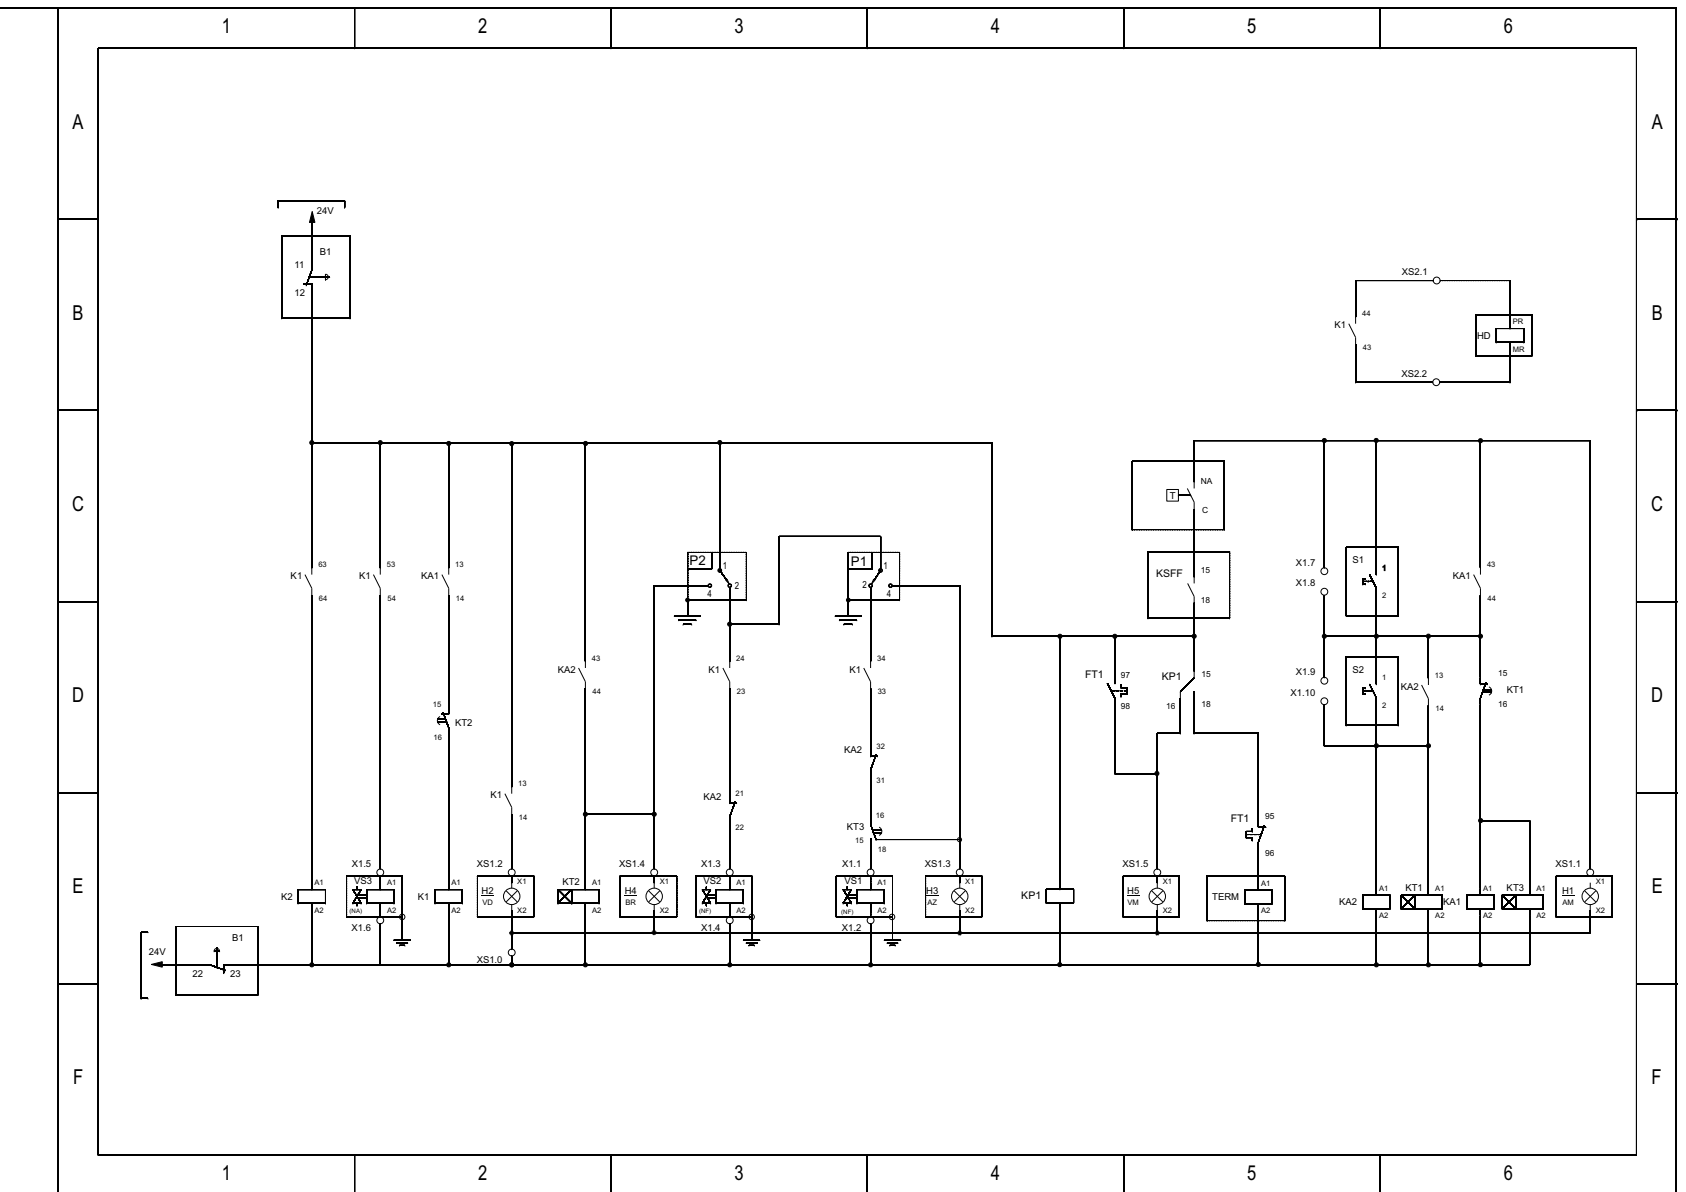 1 2 3 4 5 6
A A
24V
B1
11
12
B B
XS2.1
K1 44
43
HD PR
MR
XS2.2
C C
NA
T
C
K1 63
64
K1 53
54
KA1 13
14
P2 1
4 2
P1 1
2 4
KSFF 15
18
X1.7
X1.8
S1 1
2
KA1 43
44
D D
KA2 43
44
K1 24
23
K1 34
33
FT1 97
98
KP1 15
16 18
X1.9
X1.10
S2 1
2
KA2 13
14
15
KT1
16
15
KT2
16
KA2 32
31
K1 13
14
KA2 21
22
16
KT3
15 18
FT1 95
96
E E
X1.5 XS1.2 XS1.4 X1.3 X1.1 XS1.3 XS1.5 XS1.1
K2 A1
A2
VS3 A1
(NA) A2
K1 A1
A2
H2 X1
VD X2
KT2 A1
A2
H4 X1
BR X2
VS2 A1
(NF) A2
VS1 A1
(NF) A2
H3 X1
AZ X2
KP1
H5 X1
VM X2
TERM A1
A2
KA2 A1
A2
KT1 A1
A2
KA1 A1
A2
KT3 A1
A2
H1 X1
AM X2
X1.6 X1.4 X1.2
XS1.0
24V
B1
22 23
F F
1 2 3 4 5 6